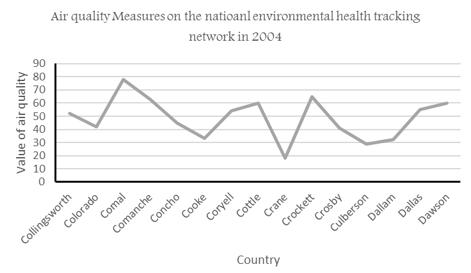 Air quality Measures on the natioanl environmental health tracking
network in 2004
90
80
70
60
50
40
30
20
10
0
Value of air quality
Collingsworth
Colorado
Comal
Comanche
Concho
Cooke
Coryell
Cottle
Crane
Crockett
Crosby
Culberson
Dallam
Dallas
Dawson
Country